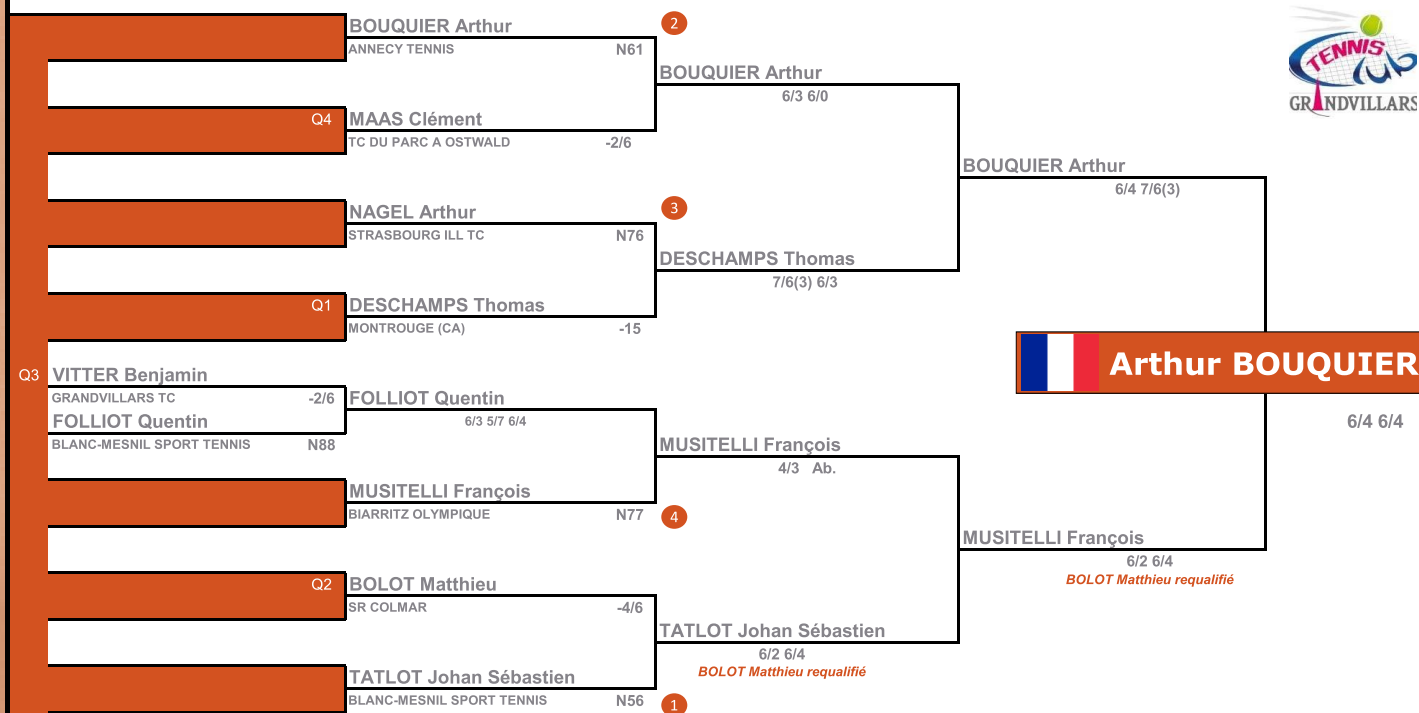 BOUQUIER Arthur
2
ANNECY TENNIS N61
BOUQUIER Arthur
6/3 6/0
Q4 MAAS Clément
TC DU PARC A OSTWALD -2/6
TENNIS
Club
GRANDVILLARS
BOUQUIER Arthur
6/4 7/6(3)
NAGEL Arthur
3
STRASBOURG ILL TC N76
DESCHAMPS Thomas
7/6(3) 6/3
Q1 DESCHAMPS Thomas
MONTROUGE (CA) -15
Arthur BOUQUIER
6/4 6/4
Q3 VITTER Benjamin
GRANDVILLARS TC -2/6
FOLLIOT Quentin
6/3 5/7 6/4
FOLLIOT Quentin
BLANC-MESNIL SPORT TENNIS N88
MUSITELLI François
4/3 Ab.
MUSITELLI François
BIARRITZ OLYMPIQUE N77
4
MUSITELLI François
6/2 6/4
BOLOT Matthieu requalifié
Q2 BOLOT Matthieu
SR COLMAR -4/6
TATLOT Johan Sébastien
6/2 6/4
BOLOT Matthieu requalifié
TATLOT Johan Sébastien
BLANC-MESNIL SPORT TENNIS N56
1